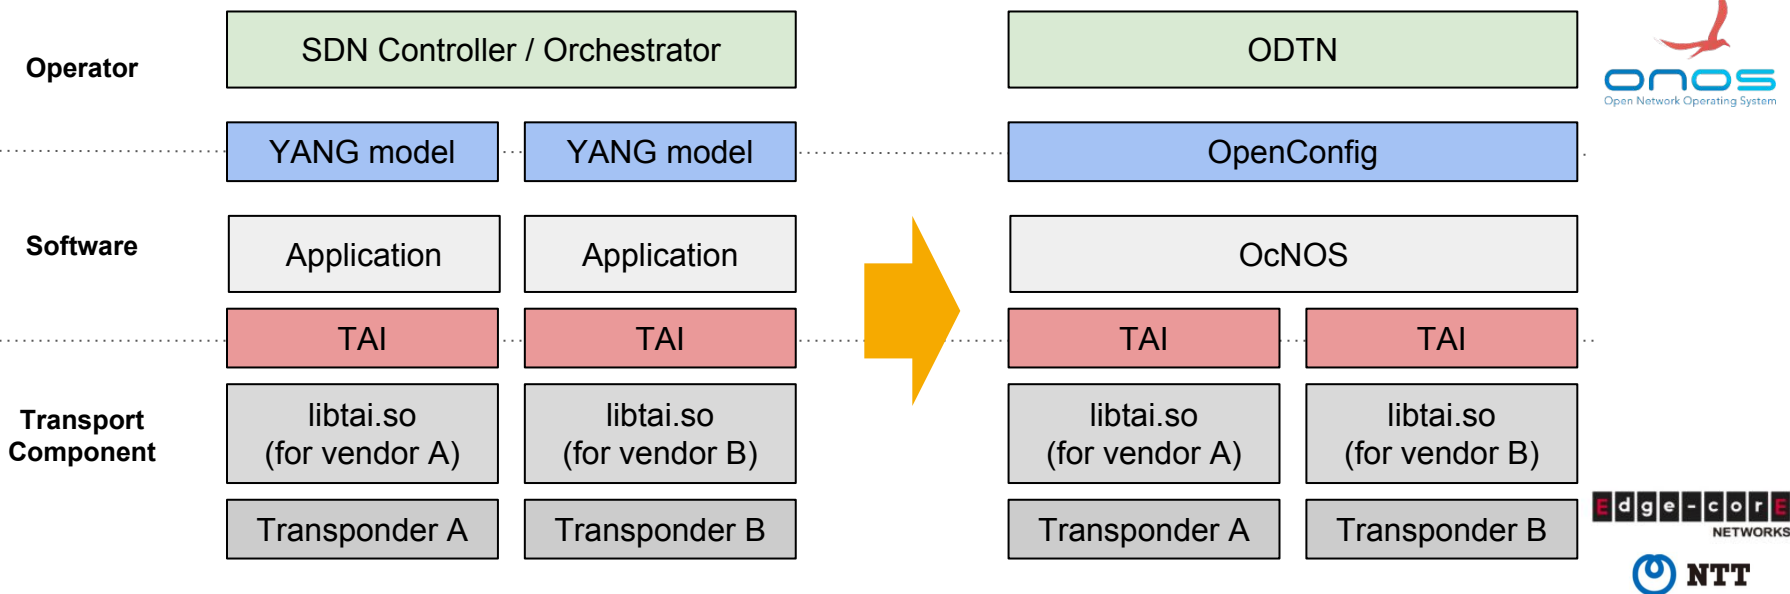 Operator
SDN Controller / Orchestrator
ODTN
onos
Open Network Operating System
YANG model
YANG model
OpenConfig
Software
Application
Application
OcNOS
TAI
TAI
TAI
TAI
Transport
Component
libtai.so
(for vendor A)
libtai.so
(for vendor B)
libtai.so
(for vendor A)
libtai.so
(for vendor B)
Transponder A
Transponder B
Transponder A
Transponder B
Edge-corE
NETWORKS
NTT